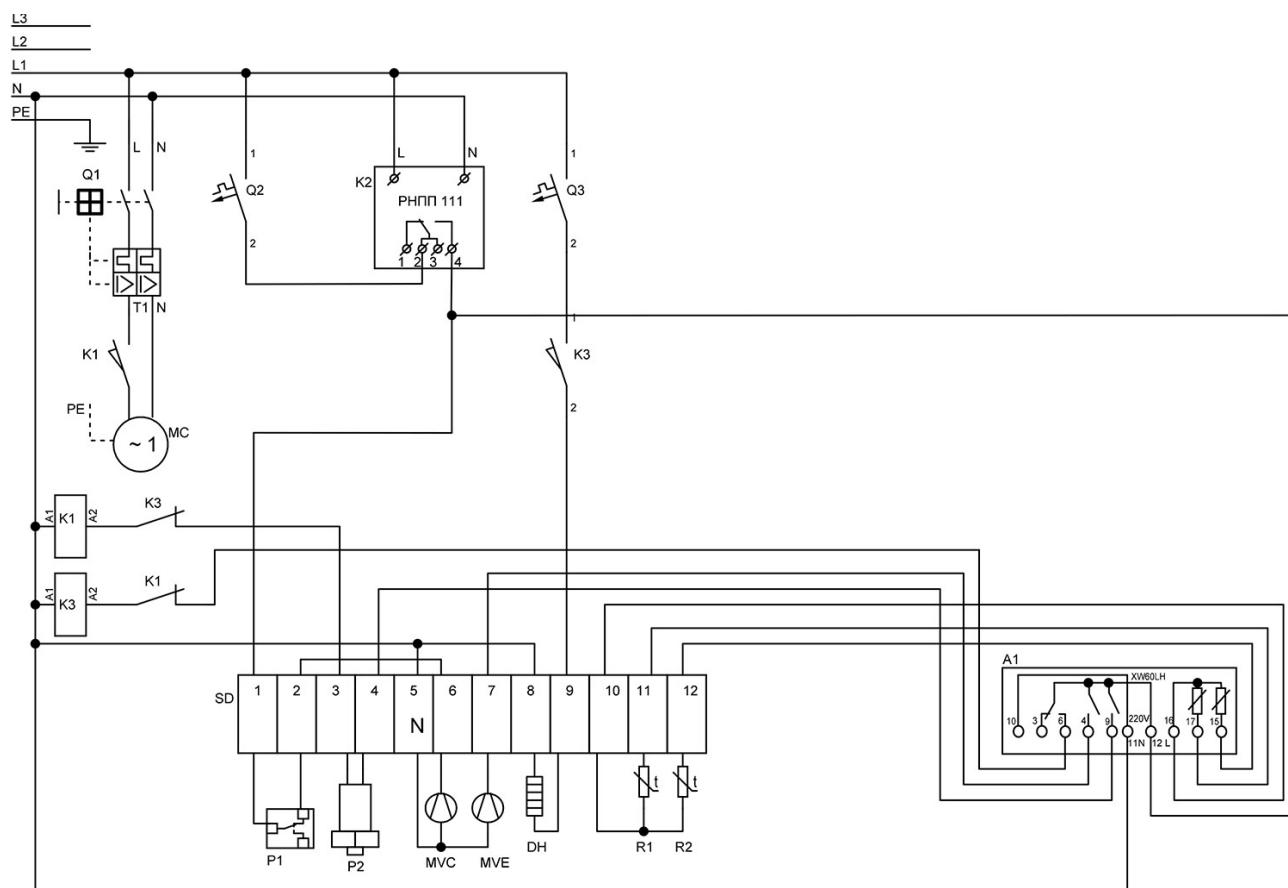 L3
L2
L1
N
PE
L N
Q1
1
Q2
2
L N
K2
РНПП 111
1 2 3 4
1
Q3
2
T1 N
K1
1
K3
2
PE
MC
~ 1
A1 K1 A2
K3
A1 K3 A2
K1
SD
1 2 3 4 5 6 7 8 9 10 11 12
N
A1
XW60LH
10 3 6 4 9 220V 16 17 15
11N 12 L
t t
P1 P2 MVC MVE DH R1 R2